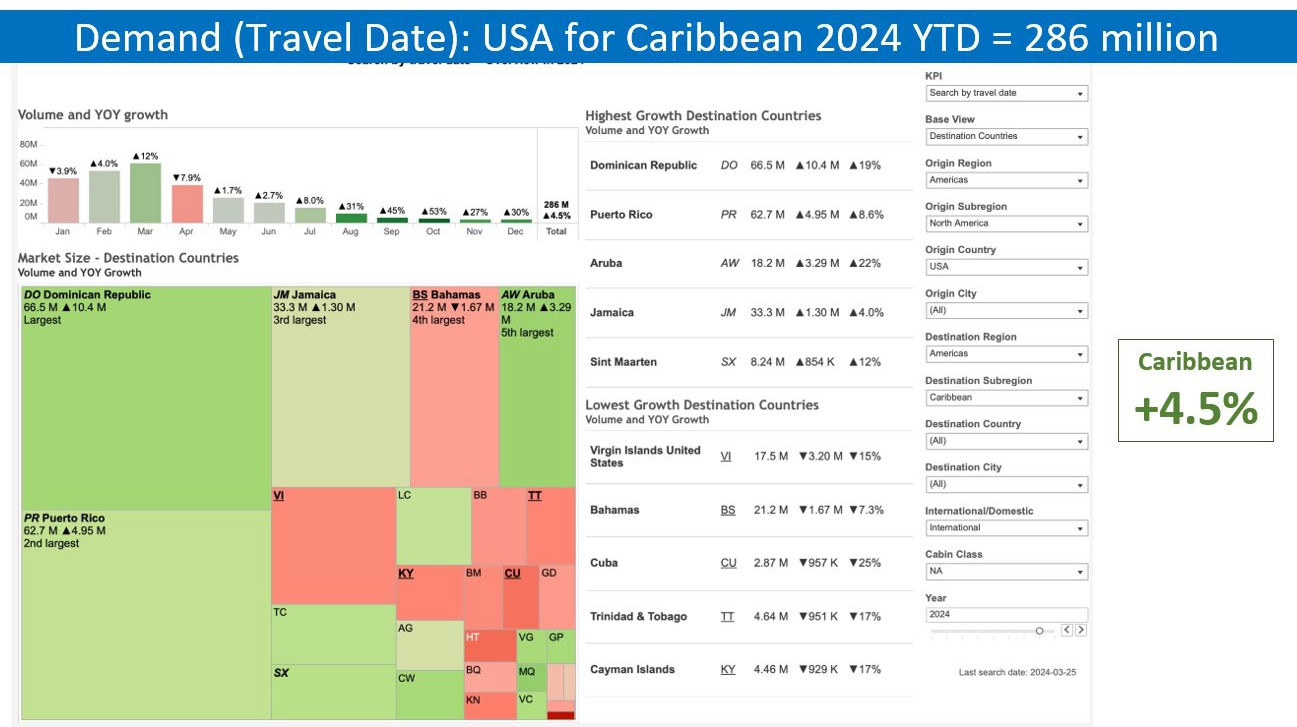 Demand (Travel Date): USA for Caribbean 2024 YTD = 286 million
Volume and YOY growth
80M
60M
40M
20M
0M
▼3.9%
▲4.0%
▲12%
▼7.9%
▲1.7%
▲2.7%
▲8.0%
▲31%
▲45%
▲53%
▲27%
▲30%
286 M
▲4.5%
Jan Feb Mar Apr May Jun Jul Aug Sep Oct Nov Dec Total
Market Size - Destination Countries
Volume and YOY Growth
DO Dominican Republic
66.5 M ▲10.4 M
Largest
PR Puerto Rico
62.7 M ▲4.95 M
2nd largest
JM Jamaica
33.3 M ▲1.30 M
3rd largest
BS Bahamas
21.2 M ▼1.67 M
4th largest
AW Aruba
18.2 M ▲3.29
M
5th largest
VI
LC
BB
TT
TC
SX
KY
BM
CU
GD
AG
CW
HT
VG
GP
BQ
MQ
KN
VC
Highest Growth Destination Countries
Volume and YOY Growth
Dominican Republic DO 66.5 M ▲10.4 M ▲19%
Puerto Rico PR 62.7 M ▲4.95 M ▲8.6%
Aruba AW 18.2 M ▲3.29 M ▲22%
Jamaica JM 33.3 M ▲1.30 M ▲4.0%
Sint Maarten SX 8.24 M ▲854 K ▲12%
Lowest Growth Destination Countries
Volume and YOY Growth
Virgin Islands United
States VI 17.5 M ▼3.20 M ▼15%
Bahamas BS 21.2 M ▼1.67 M ▼7.3%
Cuba CU 2.87 M ▼957 K ▼25%
Trinidad & Tobago TT 4.64 M ▼951 K ▼17%
Cayman Islands KY 4.46 M ▼929 K ▼17%
KPI
Search by travel date
Base View
Destination Countries
Origin Region
Americas
Origin Subregion
North America
Origin Country
USA
Origin City
(All)
Destination Region
Americas
Destination Subregion
Caribbean
Destination Country
(All)
Destination City
(All)
International/Domestic
International
Cabin Class
NA
Year
2024
Last search date: 2024-03-25
Caribbean
+4.5%